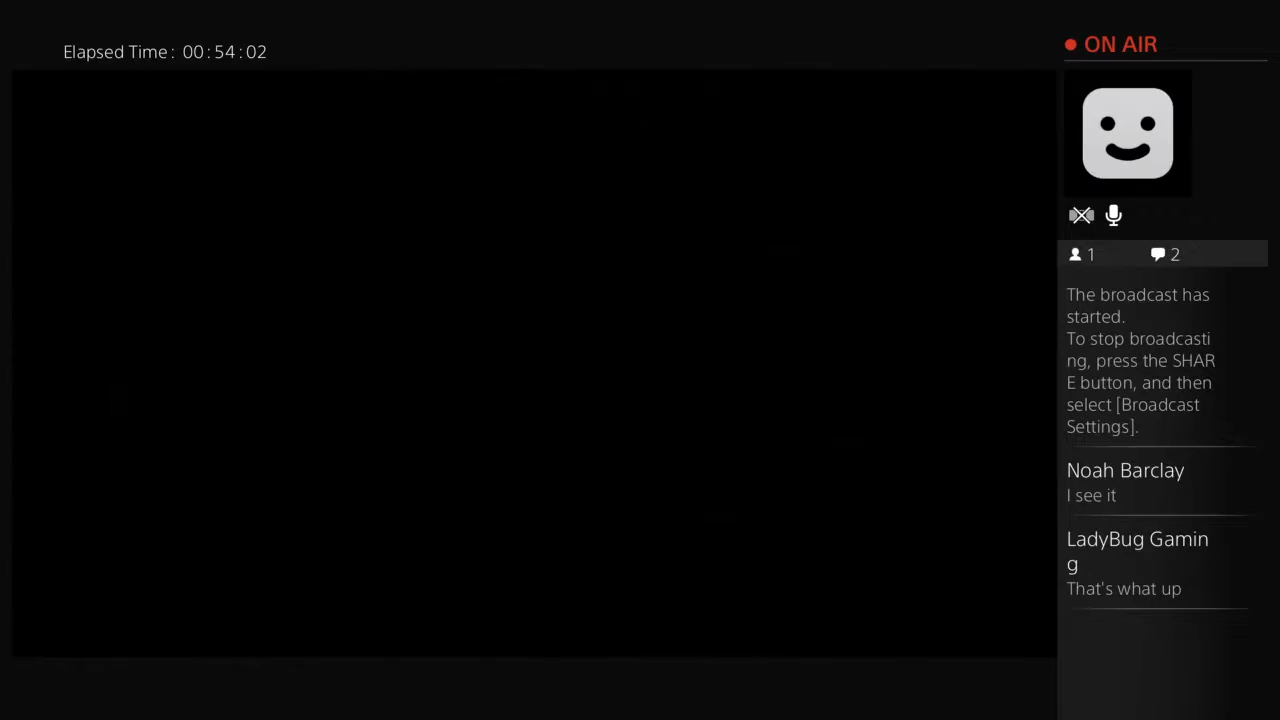 Elapsed Time: 00:54:02
ON AIR
1 2
The broadcast has
started.
To stop broadcasti
ng, press the SHAR
E button, and then
select [Broadcast
Settings].
Noah Barclay
I see it
LadyBug Gamin
g
That's what up